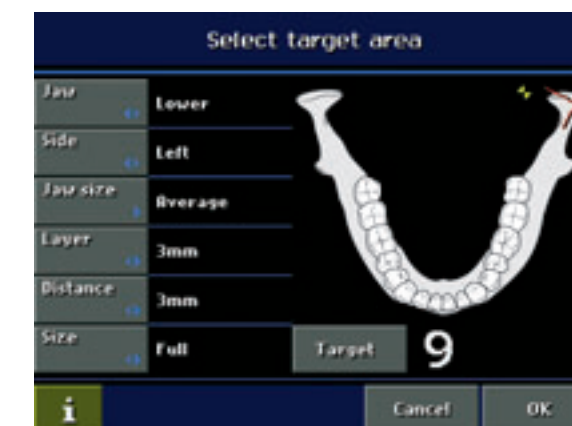 Select target area
Jaw Lower
Side Left
Jaw size Average
Layer 3mm
Distance 3mm
Size Full
Target 9
i Cancel OK